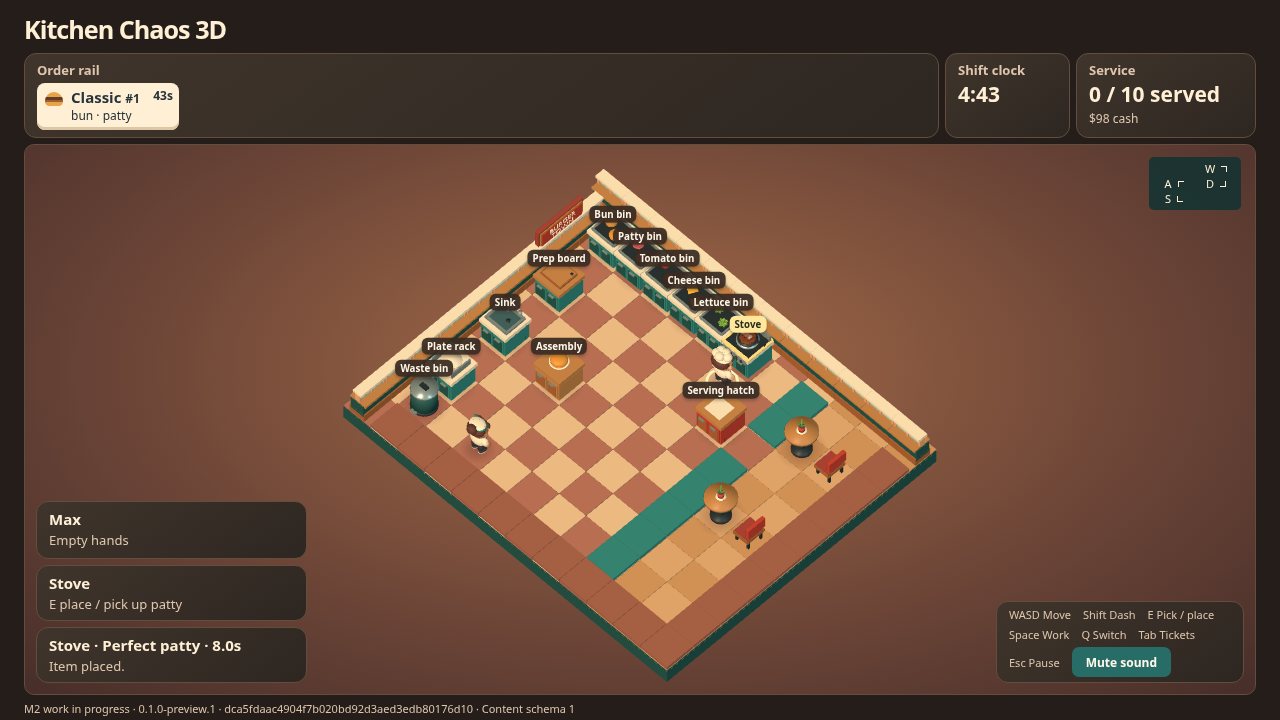 Kitchen Chaos 3D
Order rail
Classic #1 43s
bun · patty
Shift clock
4:43
Service
0 / 10 served
$98 cash
W
A D
S
Bun bin
Patty bin
Prep board
Tomato bin
Cheese bin
Sink
Lettuce bin
Stove
Plate rack
Assembly
Waste bin
Serving hatch
Max
Empty hands
Stove
E place / pick up patty
Stove · Perfect patty · 8.0s
Item placed.
WASD Move Shift Dash E Pick / place
Space Work Q Switch Tab Tickets
Esc Pause Mute sound
M2 work in progress · 0.1.0-preview.1 · dca5fdaac4904f7b020bd92d3aed3edb80176d10 · Content schema 1